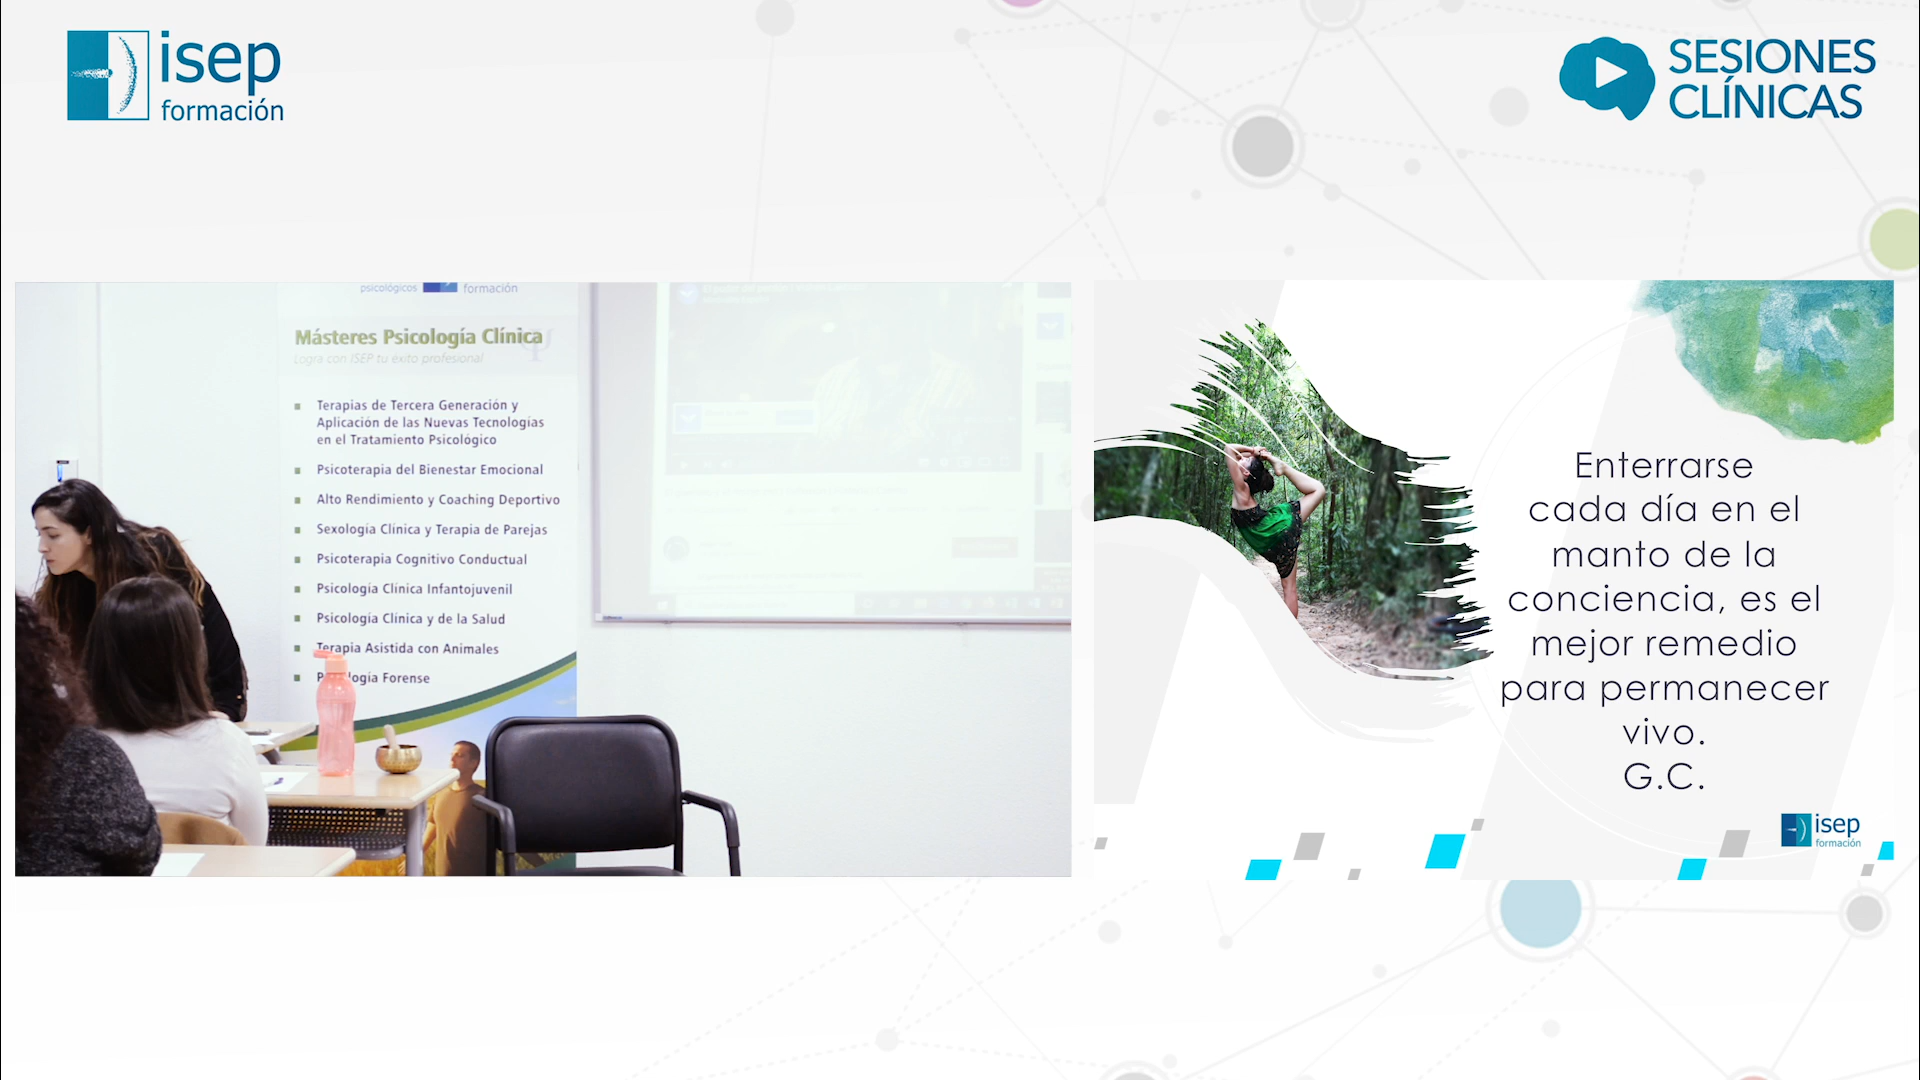 isep
formación
SESIONES
CLÍNICAS
psicológicos
formación
Másteres Psicología Clínica
Logra con ISEP tu éxito profesional
Terapias de Tercera Generación y
Aplicación de las Nuevas Tecnologías
en el Tratamiento Psicológico
Psicoterapia del Bienestar Emocional
Alto Rendimiento y Coaching Deportivo
Sexología Clínica y Terapia de Parejas
Psicoterapia Cognitivo Conductual
Psicología Clínica Infantojuvenil
Psicología Clínica y de la Salud
Terapia Asistida con Animales
Forense
Enterrarse
cada día en el
manto de la
conciencia, es el
mejor remedio
para permanecer
vivo.
G.C.
isep
formación